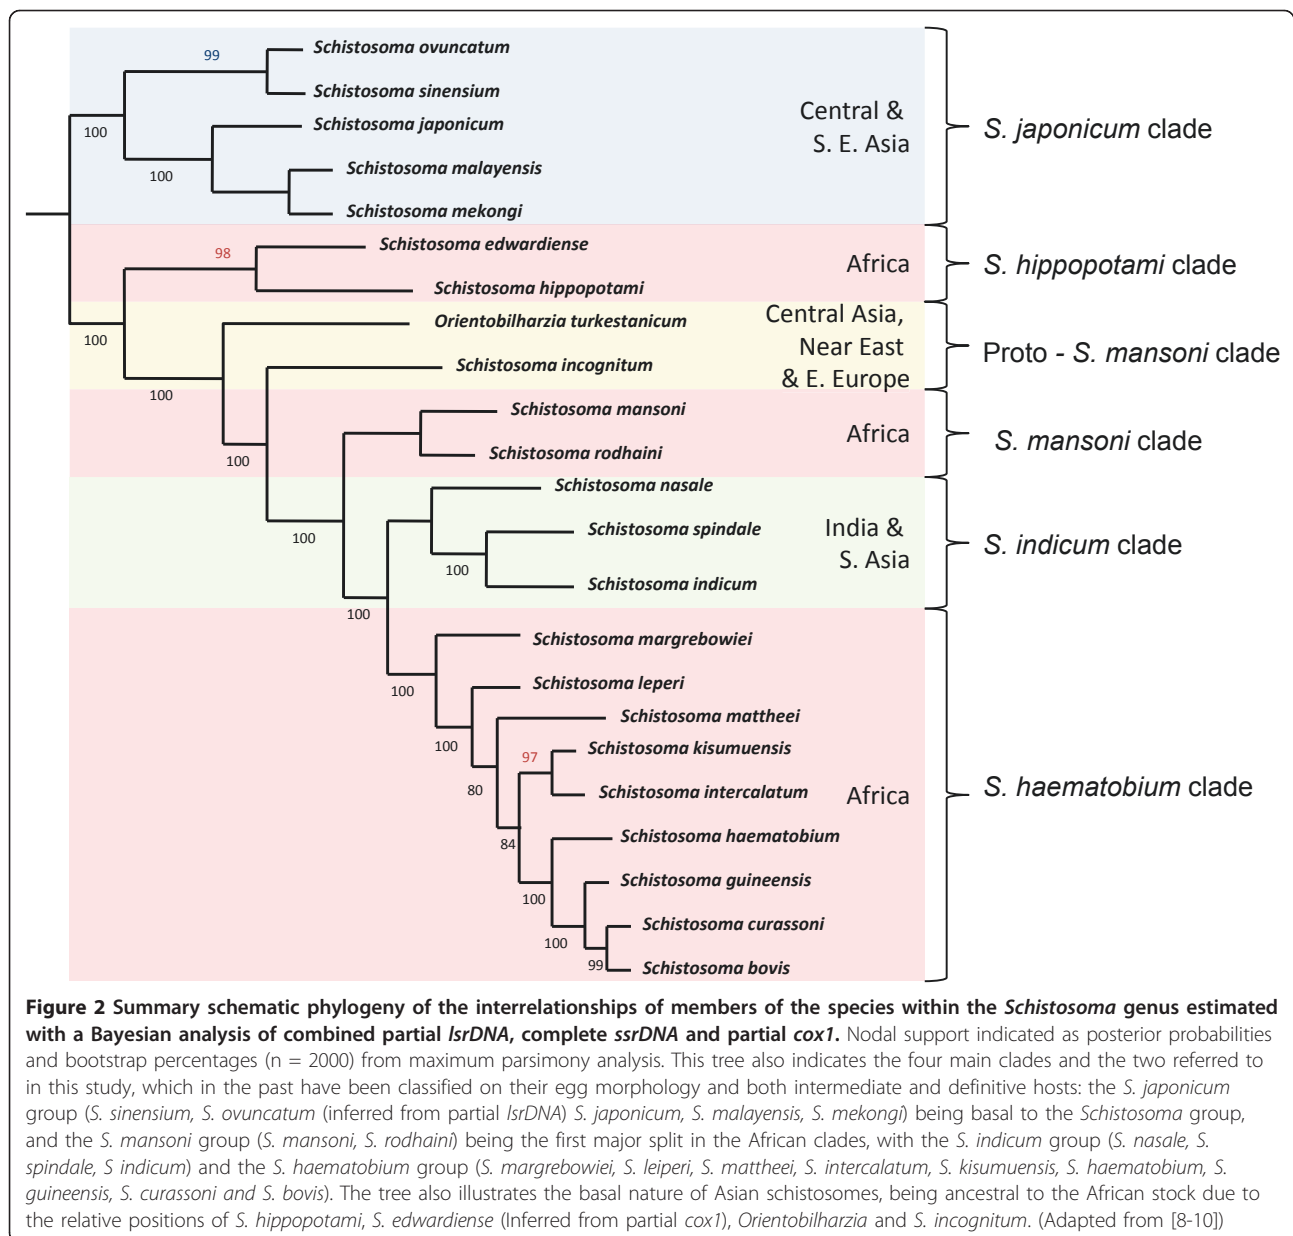 99
Schistosoma ovuncatum
Schistosoma sinensium
100
Schistosoma japonicum
100
Schistosoma malayensis
Schistosoma mekongi
Central &
S. E. Asia
S. japonicum clade
98
Schistosoma edwardiense
Schistosoma hippopotami
Africa
S. hippopotami clade
100
Orientobilharzia turkestanicum
Schistosoma incognitum
100
Central Asia,
Near East
& E. Europe
Proto - S. mansoni clade
Schistosoma mansoni
Schistosoma rodhaini
100
Africa
S. mansoni clade
Schistosoma nasale
Schistosoma spindale
Schistosoma indicum
100
100
India &
S. Asia
S. indicum clade
100
Schistosoma margrebowiei
Schistosoma leperi
Schistosoma mattheei
Schistosoma kisumuensis
Schistosoma intercalatum
Schistosoma haematobium
Schistosoma guineensis
Schistosoma curassoni
Schistosoma bovis
100
100
80
97
84
100
100
99
Africa
S. haematobium clade
Figure 2 Summary schematic phylogeny of the interrelationships of members of the species within the Schistosoma genus estimated
with a Bayesian analysis of combined partial lsrDNA, complete ssrDNA and partial cox1. Nodal support indicated as posterior probabilities
and bootstrap percentages (n = 2000) from maximum parsimony analysis. This tree also indicates the four main clades and the two referred to
in this study, which in the past have been classified on their egg morphology and both intermediate and definitive hosts: the S. japonicum
group (S. sinensium, S. ovuncatum (inferred from partial lsrDNA) S. japonicum, S. malayensis, S. mekongi) being basal to the Schistosoma group,
and the S. mansoni group (S. mansoni, S. rodhaini) being the first major split in the African clades, with the S. indicum group (S. nasale, S.
spindale, S indicum) and the S. haematobium group (S. margrebowiei, S. leiperi, S. mattheei, S. intercalatum, S. kisumuensis, S. haematobium, S.
guineensis, S. curassoni and S. bovis). The tree also illustrates the basal nature of Asian schistosomes, being ancestral to the African stock due to
the relative positions of S. hippopotami, S. edwardiense (Inferred from partial cox1), Orientobilharzia and S. incognitum. (Adapted from [8-10])